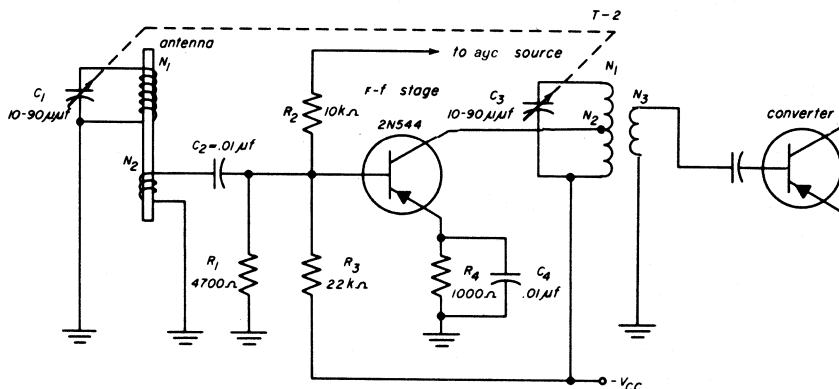 T-2
antenna
to ayc source
N₁
C₁
10-90μμf
N₂
C₂=.01μf
R₂
10kΩ
r-f stage
2N544
C₃
10-90μμf
N₁
N₂
N₃
converter
R₁
4700Ω
R₃
22kΩ
R₄
1000Ω
C₄
.01μf
-VCC